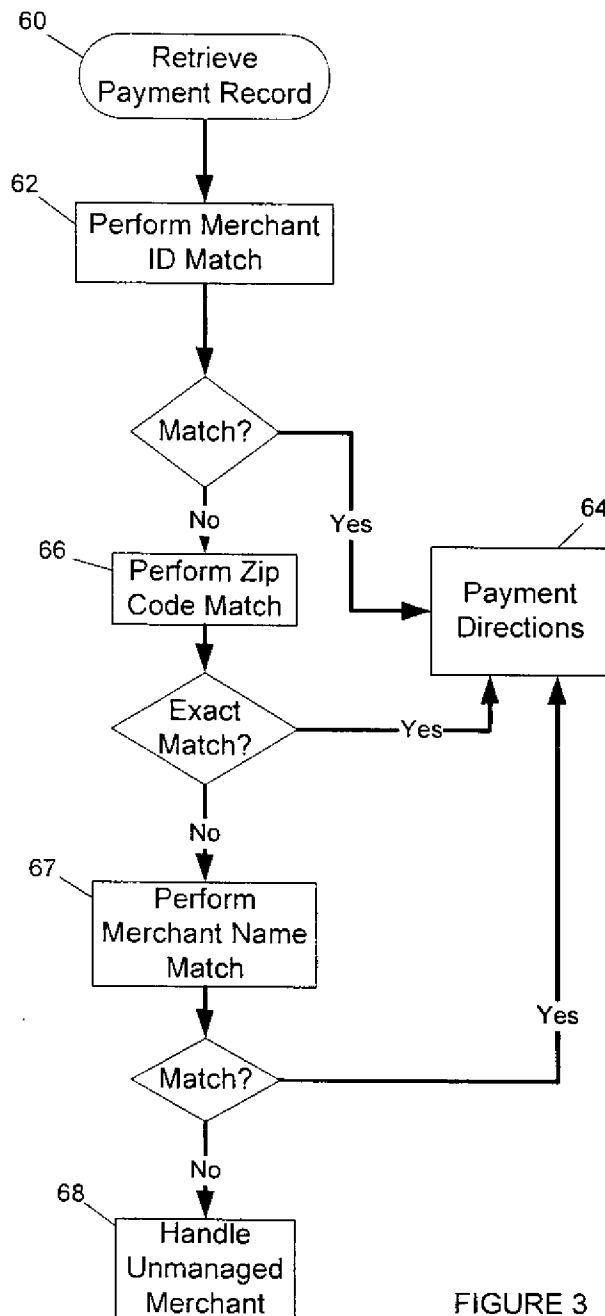 60
Retrieve
Payment Record
62
Perform Merchant
ID Match
Match?
No
Yes
64
Payment
Directions
66
Perform Zip
Code Match
Exact
Match?
Yes
No
67
Perform
Merchant Name
Match
Yes
Match?
No
68
Handle
Unmanaged
Merchant
FIGURE 3